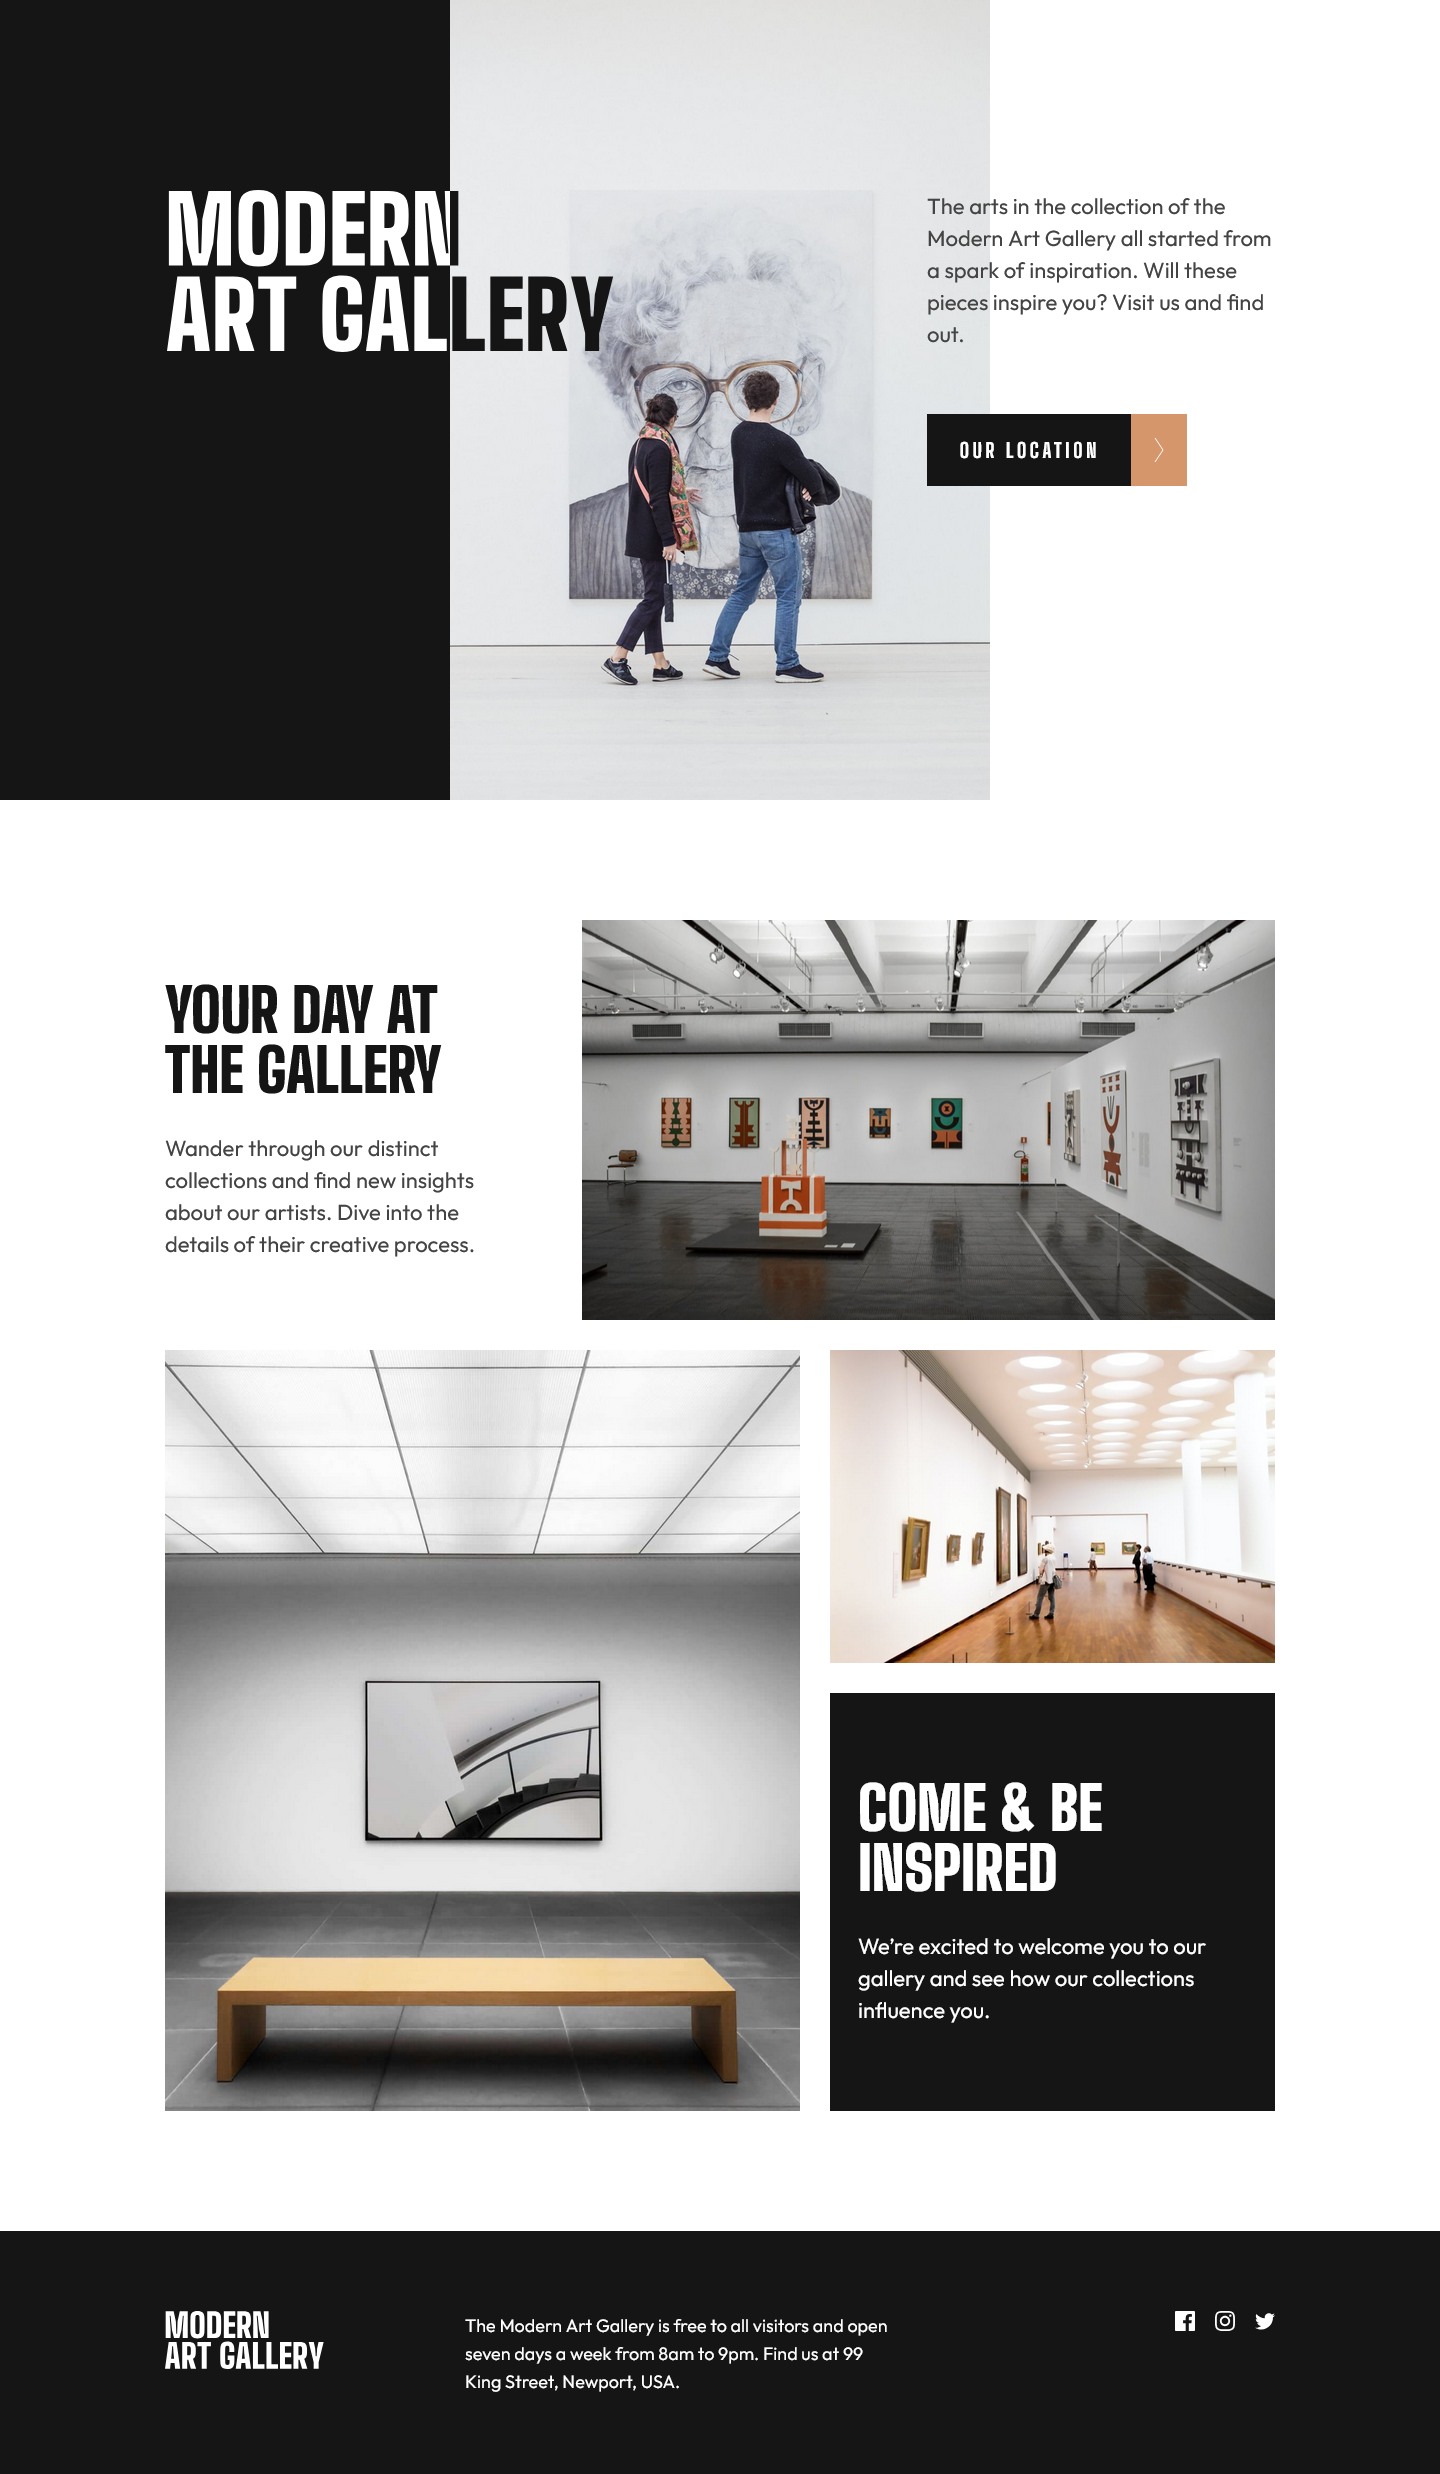 MODERN
ART GALLERY
The arts in the collection of the
Modern Art Gallery all started from
a spark of inspiration. Will these
pieces inspire you? Visit us and find
out.
OUR LOCATION
YOUR DAY AT
THE GALLERY
Wander through our distinct
collections and find new insights
about our artists. Dive into the
details of their creative process.
COME & BE
INSPIRED
We’re excited to welcome you to our
gallery and see how our collections
influence you.
MODERN
ART GALLERY
The Modern Art Gallery is free to all visitors and open
seven days a week from 8am to 9pm. Find us at 99
King Street, Newport, USA.